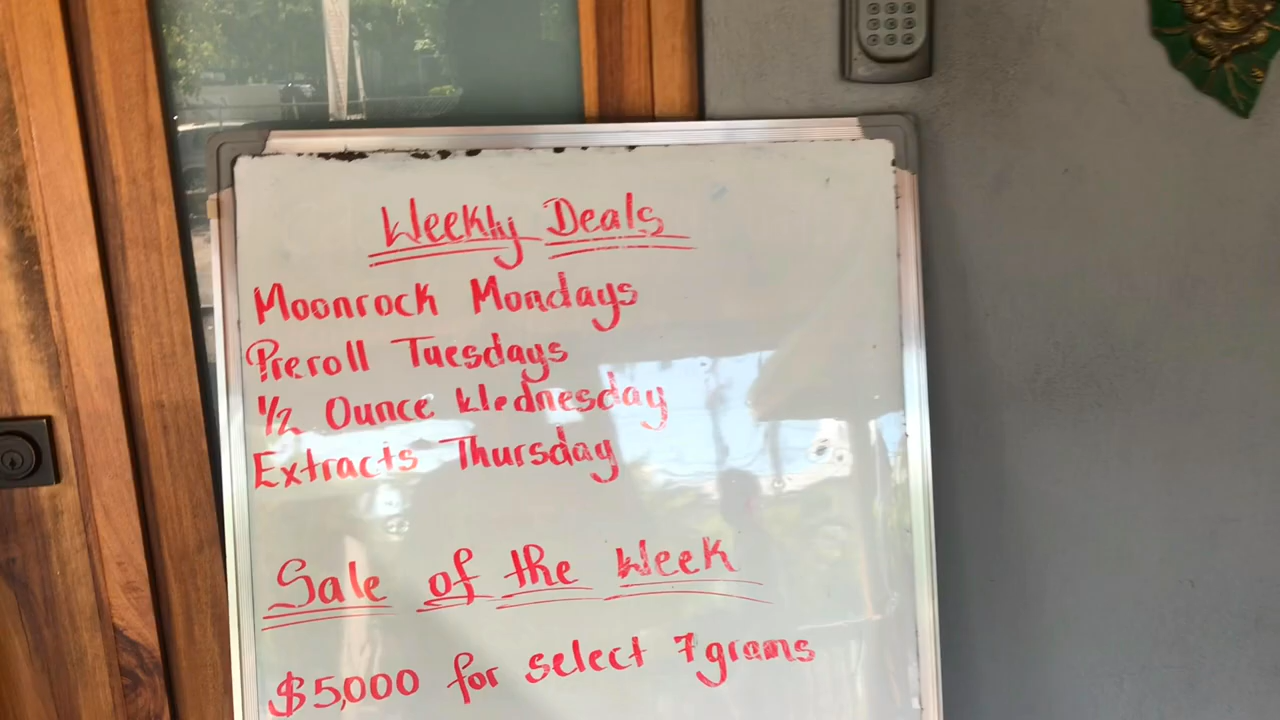 Weekly Deals
Moonrock Mondays
Preroll Tuesdays
1/2 Ounce Wednesday
Extracts Thursday
Sale of the Week
$5,000 for select 7grams